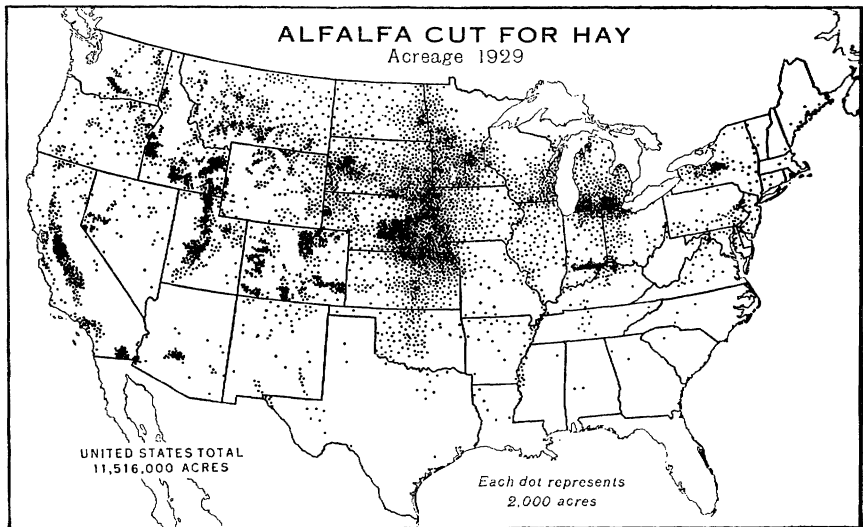 ALFALFA CUT FOR HAY
Acreage 1929
UNITED STATES TOTAL
11,516,000 ACRES
Each dot represents
2,000 acres